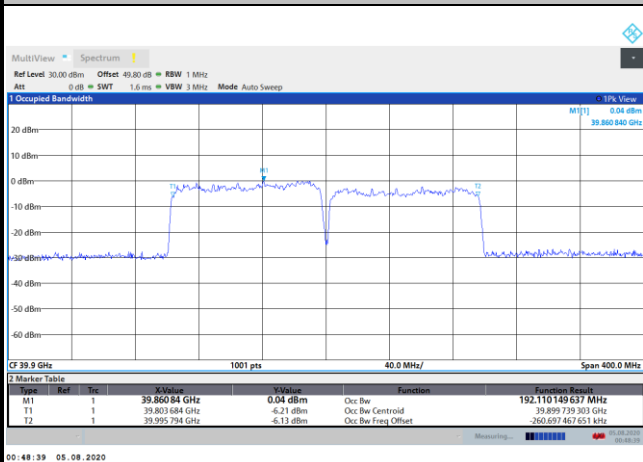 MultiView Spectrum
Ref Level 30.00 dBm Offset 49.80 dB RBW 1 MHz
Att 0 dB SWT 1.6 ms VBW 3 MHz Mode Auto Sweep
1 Occupied Bandwidth 1Pk View
M1[1] 0.04 dBm
39.860 840 GHz
20 dBm
10 dBm
M1
0 dBm
T1 T2
-10 dBm
-20 dBm
-30 dBm
-40 dBm
-50 dBm
-60 dBm
CF 39.9 GHz 1001 pts 40.0 MHz/ Span 400.0 MHz
2 Marker Table
Type Ref Trc X-Value Y-Value Function Function Result
M1 1 39.860 84 GHz 0.04 dBm Occ Bw 192.110 149 637 MHz
T1 1 39.803 684 GHz -6.21 dBm Occ Bw Centroid 39.899 739 303 GHz
T2 1 39.995 794 GHz -6.13 dBm Occ Bw Freq Offset -260.697 467 651 kHz
Measuring... 05.08.2020
00:48:39
00:48:39 05.08.2020